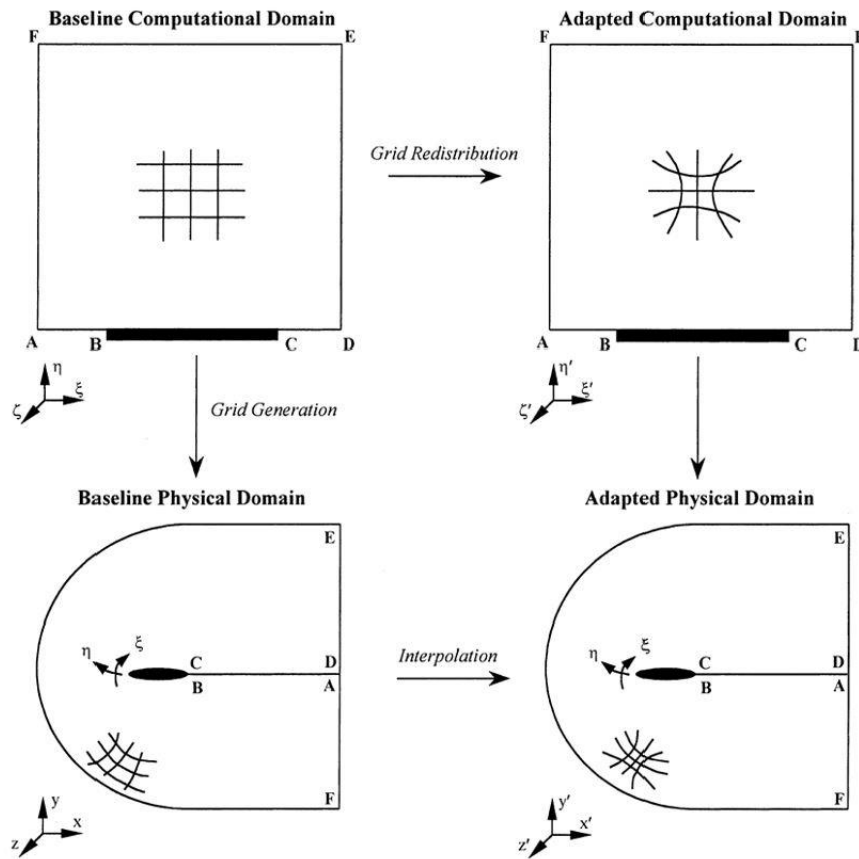 Baseline Computational Domain
Adapted Computational Domain
F E
F E
Grid Redistribution
A B C D
A B C D
η
ξ
ζ
η′
ξ′
ζ′
Grid Generation
Baseline Physical Domain
Adapted Physical Domain
E
E
η ξ C D
B A
Interpolation
η ξ C D
B A
F
F
y
x
z
y′
x′
z′